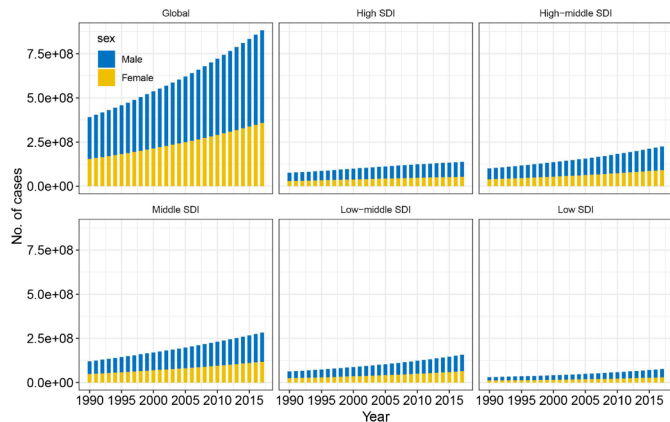 Global
High SDI
High-middle SDI
sex
Male
Female
7.5e+08
5.0e+08
2.5e+08
0.0e+00
No. of cases
Middle SDI
Low-middle SDI
Low SDI
7.5e+08
5.0e+08
2.5e+08
0.0e+00
1990 1995 2000 2005 2010 2015 1990 1995 2000 2005 2010 2015 1990 1995 2000 2005 2010 2015
Year